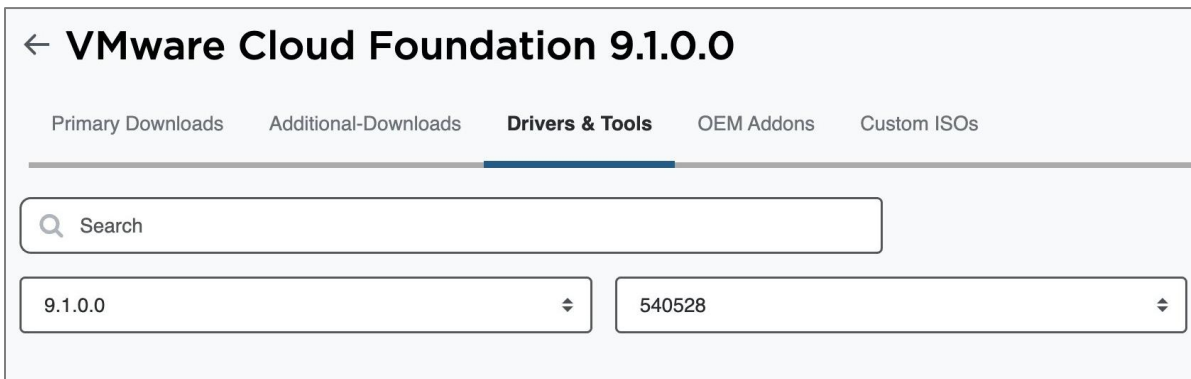 ← VMware Cloud Foundation 9.1.0.0
Primary Downloads Additional-Downloads Drivers & Tools OEM Addons Custom ISOs
Search
9.1.0.0 540528